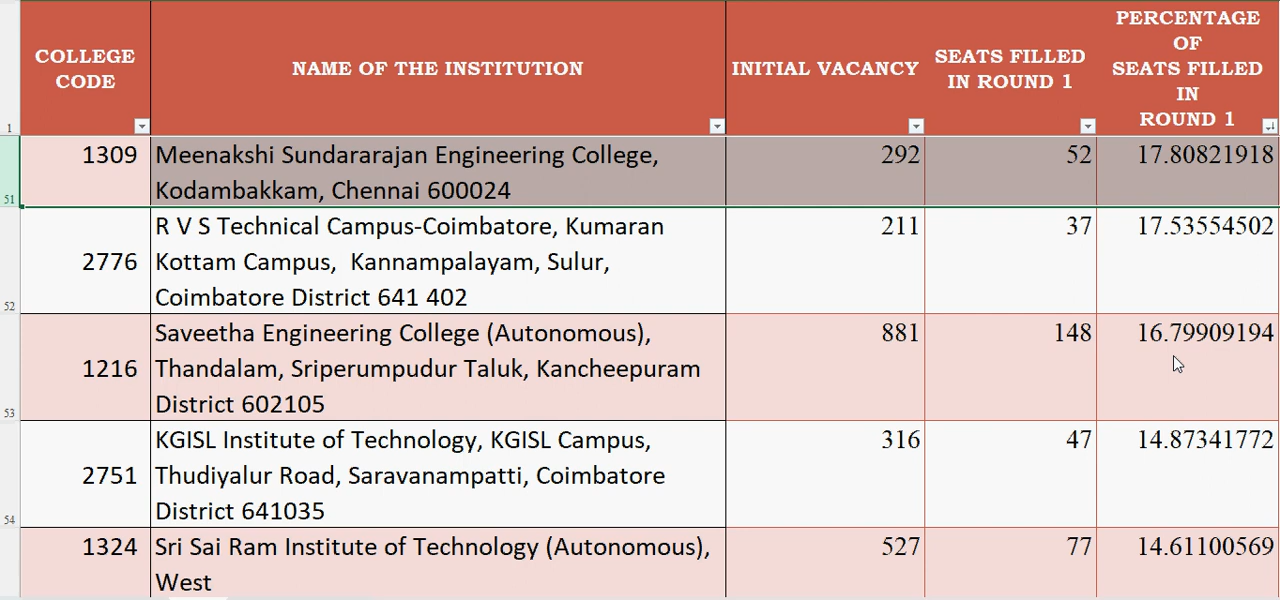 COLLEGE
CODE
NAME OF THE INSTITUTION
INITIAL VACANCY
SEATS FILLED
IN ROUND 1
PERCENTAGE
OF
SEATS FILLED
IN
ROUND 1
1
1309
Meenakshi Sundararajan Engineering College,
Kodambakkam, Chennai 600024
292
52
17.80821918
51
2776
R V S Technical Campus-Coimbatore, Kumaran
Kottam Campus,  Kannampalayam, Sulur,
Coimbatore District 641 402
211
37
17.53554502
52
1216
Saveetha Engineering College (Autonomous),
Thandalam, Sriperumpudur Taluk, Kancheepuram
District 602105
881
148
16.79909194
53
2751
KGISL Institute of Technology, KGISL Campus,
Thudiyalur Road, Saravanampatti, Coimbatore
District 641035
316
47
14.87341772
54
1324
Sri Sai Ram Institute of Technology (Autonomous),
West
527
77
14.61100569